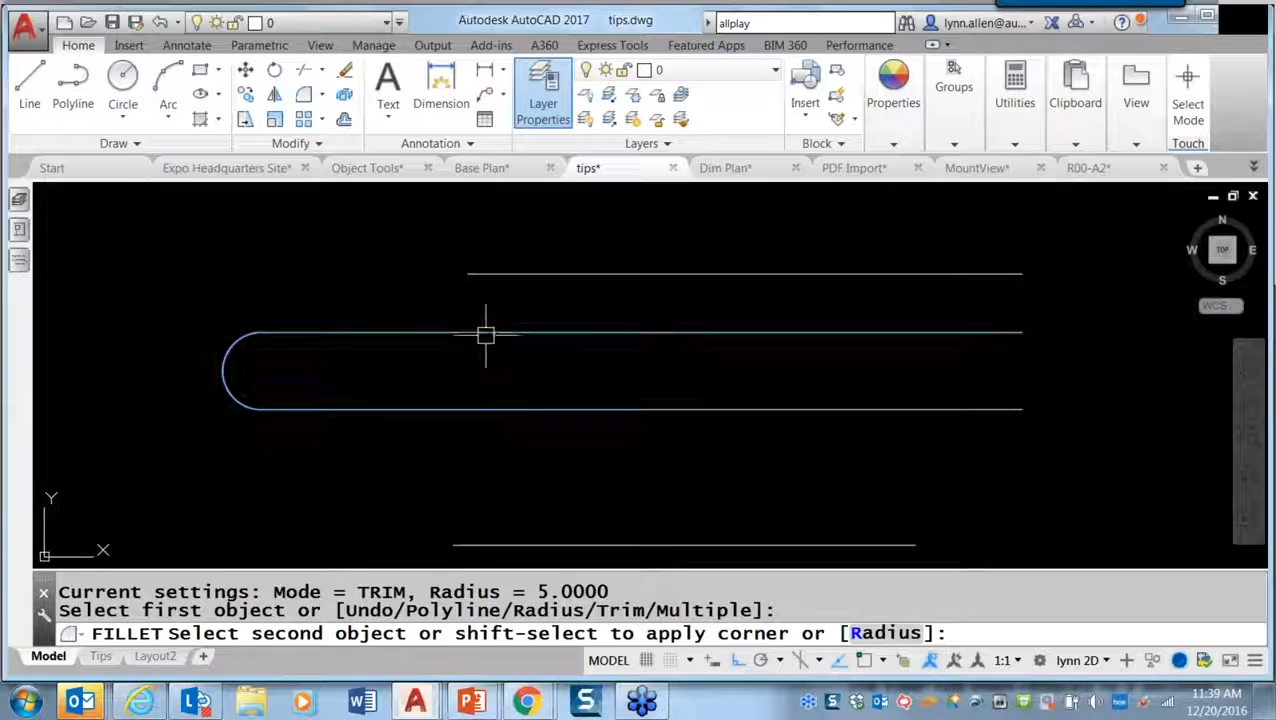 Autodesk AutoCAD 2017 tips.dwg
allplay
lynn.allen@au...
0
Home Insert Annotate Parametric View Manage Output Add-ins A360 Express Tools Featured Apps BIM 360 Performance
Line Polyline Circle Arc
Text Dimension
Layer Properties
0
Insert
Properties
Groups
Utilities
Clipboard
View
Select Mode
Draw Modify Annotation Layers Block Touch
Start Expo Headquarters Site* Object Tools* Base Plan* tips* Dim Plan* PDF Import* MountView* R00-A2*
N
W TOP E
S
WCS
Y
X
Current settings: Mode = TRIM, Radius = 5.0000
Select first object or [Undo/Polyline/Radius/Trim/Multiple]:
FILLET Select second object or shift-select to apply corner or [Radius]:
Model Tips Layout2
MODEL 1:1 lynn 2D
11:39 AM
12/20/2016